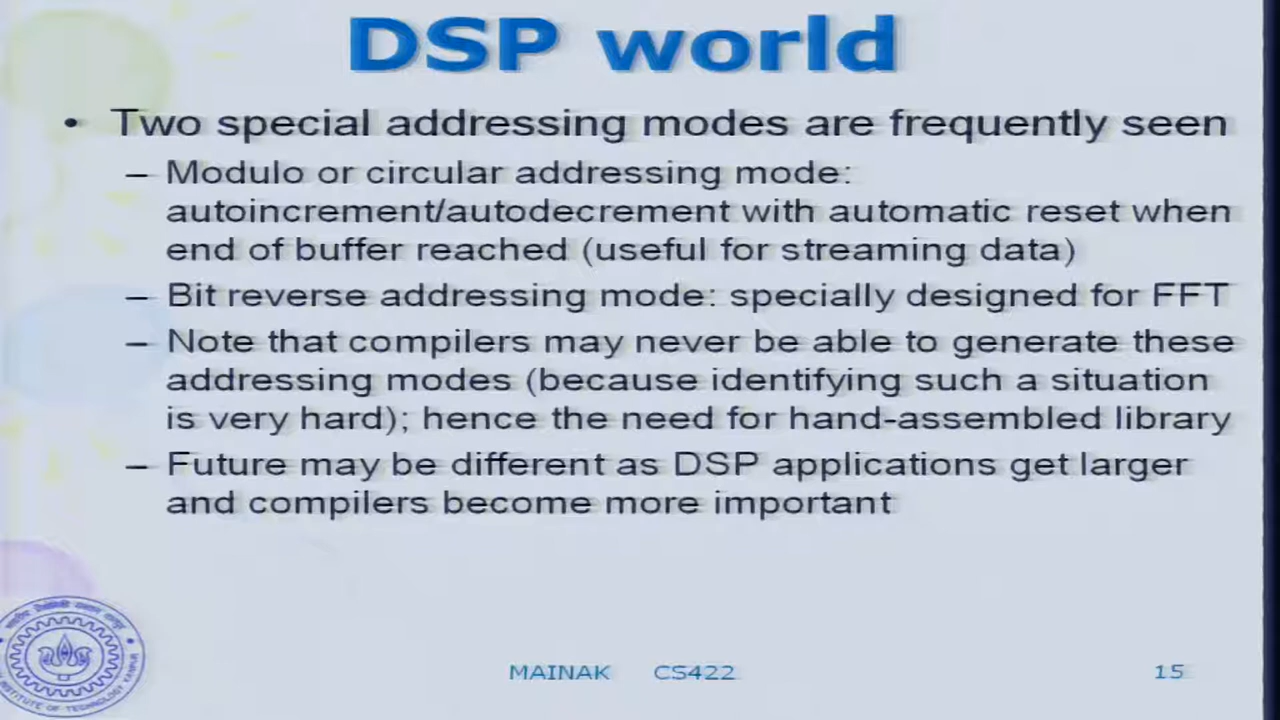 DSP world
• Two special addressing modes are frequently seen
– Modulo or circular addressing mode:
autoincrement/autodecrement with automatic reset when
end of buffer reached (useful for streaming data)
– Bit reverse addressing mode: specially designed for FFT
– Note that compilers may never be able to generate these
addressing modes (because identifying such a situation
is very hard); hence the need for hand-assembled library
– Future may be different as DSP applications get larger
and compilers become more important
MAINAK CS422
15